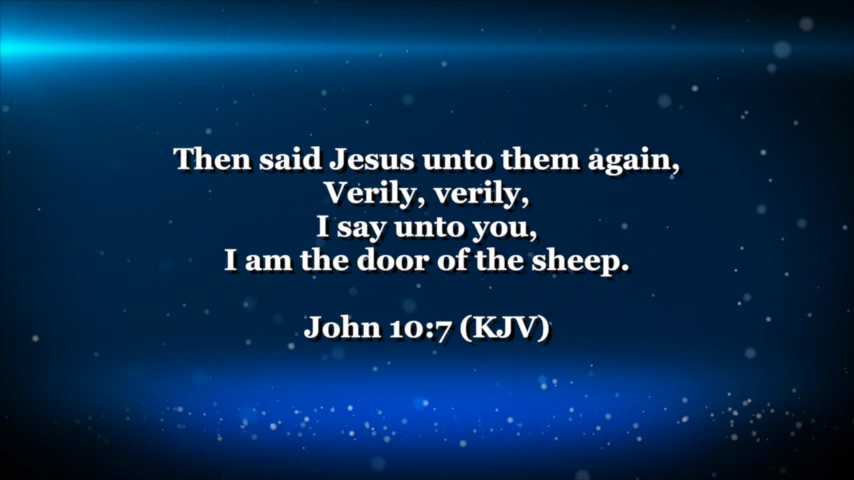 Then said Jesus unto them again,
Verily, verily,
I say unto you,
I am the door of the sheep.
John 10:7 (KJV)